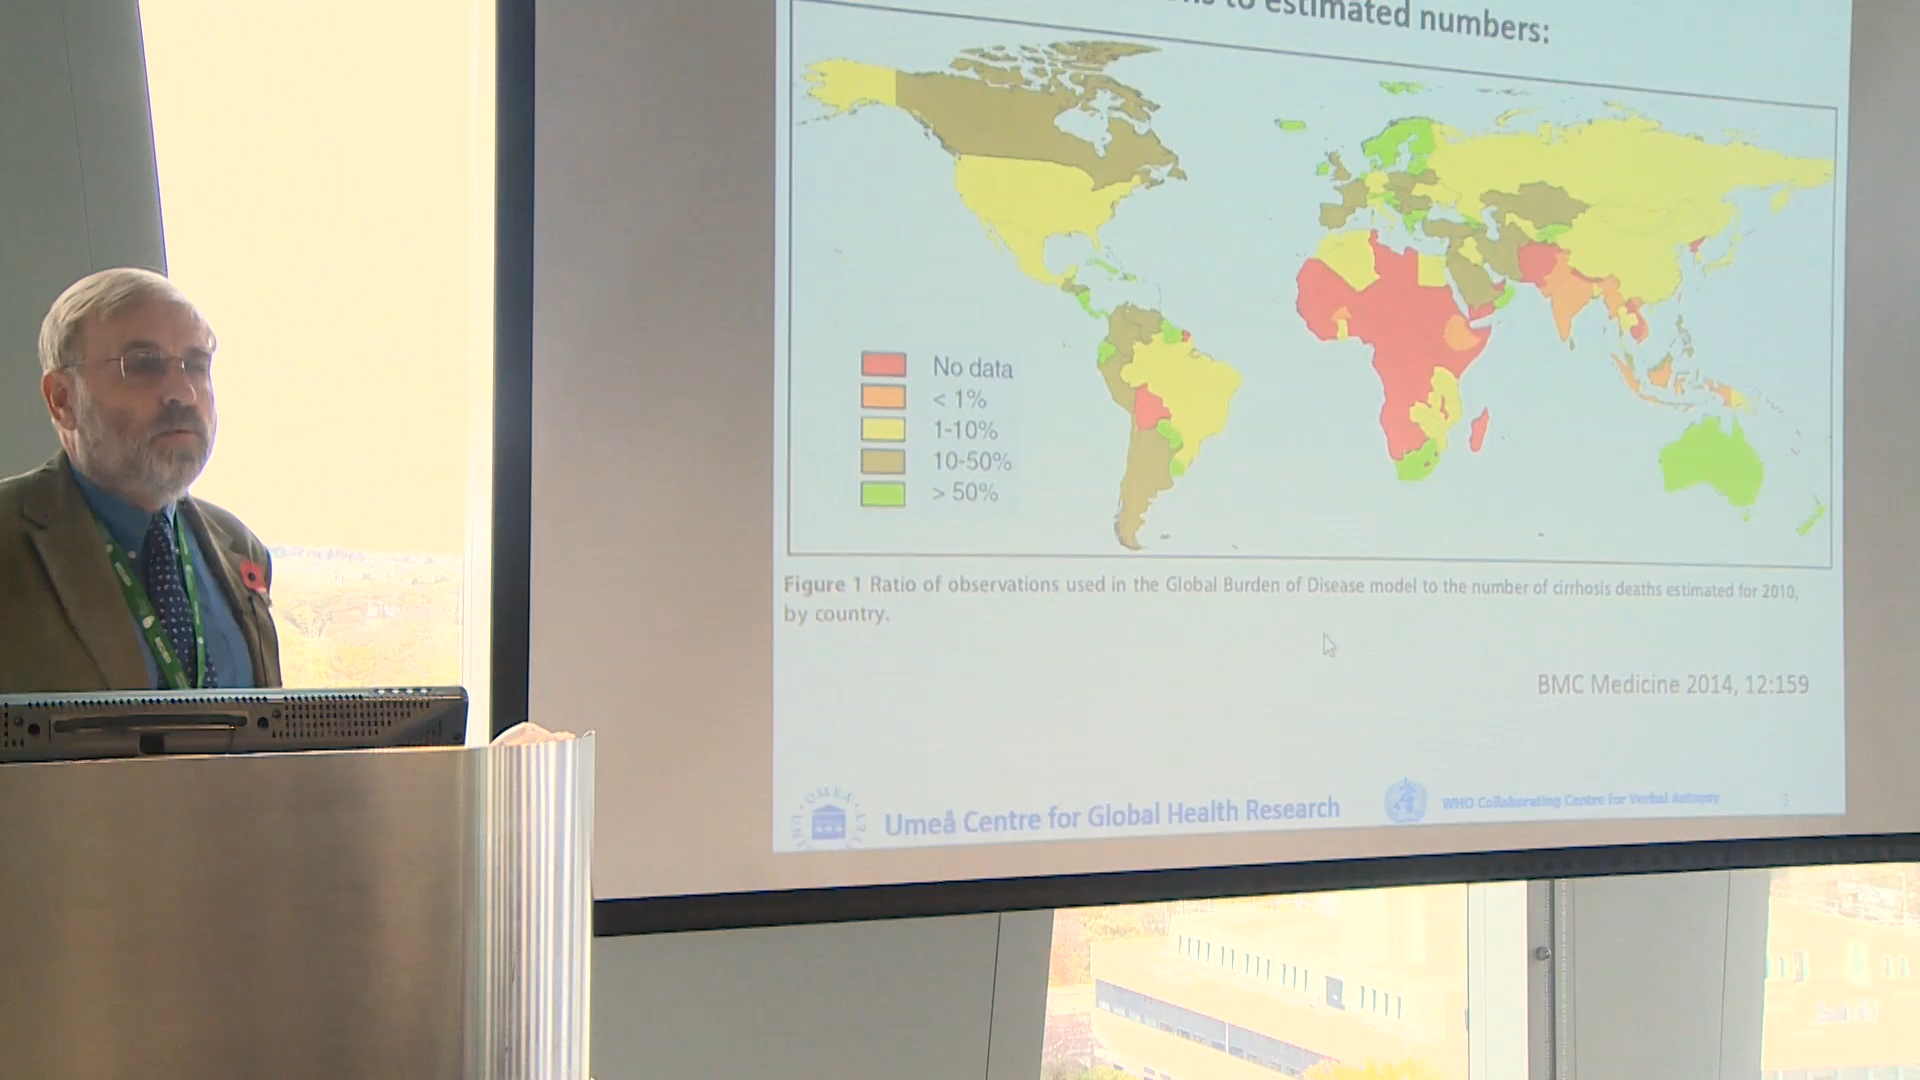 to estimated numbers:
No data
< 1%
1-10%
10-50%
> 50%
Figure 1 Ratio of observations used in the Global Burden of Disease model to the number of cirrhosis deaths estimated for 2010,
by country.
BMC Medicine 2014, 12:159
Umeå Centre for Global Health Research
WHO Collaborating Centre for Verbal Autopsy
3